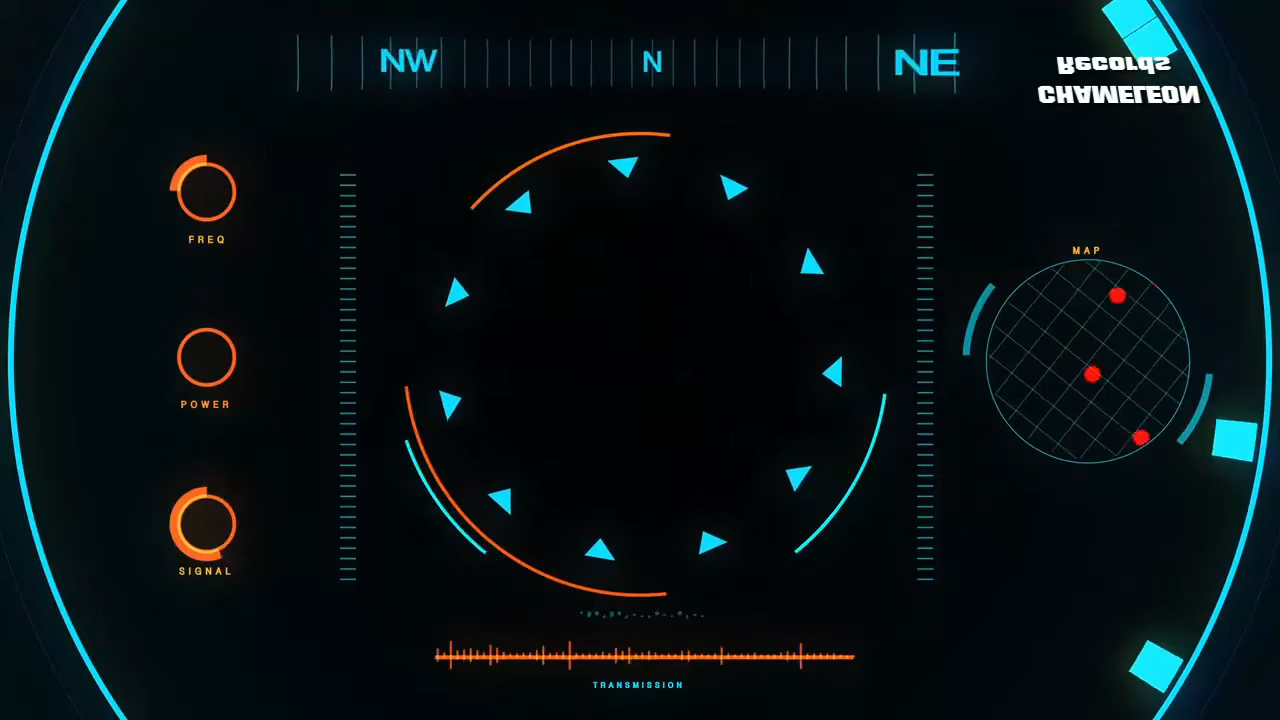 NW N NE
Records
CHAMELEON
FREQ
MAP
POWER
SIGNAL
TRANSMISSION